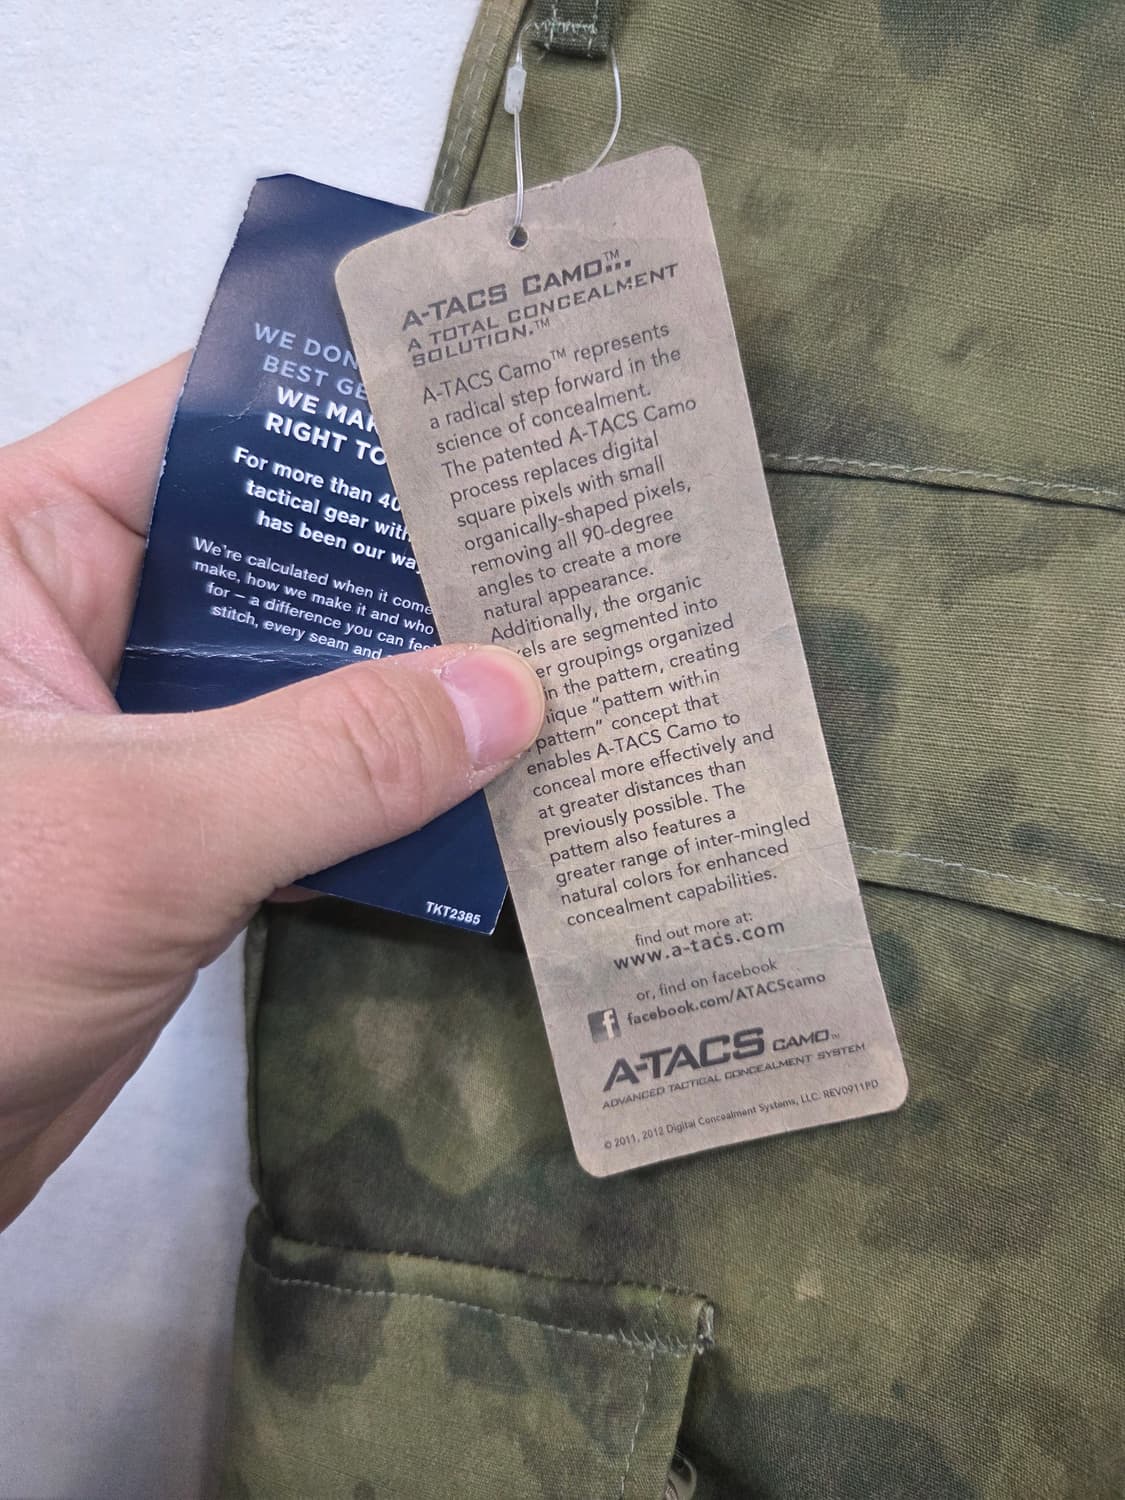 A-TACS CAMO™...
A TOTAL CONCEALMENT
SOLUTION.™
A-TACS Camo™ represents
a radical step forward in the
science of concealment.
The patented A-TACS Camo
process replaces digital
square pixels with small
organically-shaped pixels,
removing all 90-degree
angles to create a more
natural appearance.
Additionally, the organic
are segmented into
groupings organized
in the pattern, creating
"pattern within
pattern" concept that
enables A-TACS Camo to
conceal more effectively and
at greater distances than
previously possible. The
pattern also features a
greater range of inter-mingled
natural colors for enhanced
concealment capabilities.
find out more at:
www.a-tacs.com
or, find on facebook
f facebook.com/ATACScamo
A-TACS CAMO™
ADVANCED TACTICAL CONCEALMENT SYSTEM
© 2011, 2012 Digital Concealment Systems, LLC. REV0911PD
WE DON
BEST GE
WE MA
RIGHT TO
For more than 40
tactical gear with
has been our wa
We're calculated when it come
make, how we make it and who
for – a difference you can fee
stitch, every seam and
TKT2385